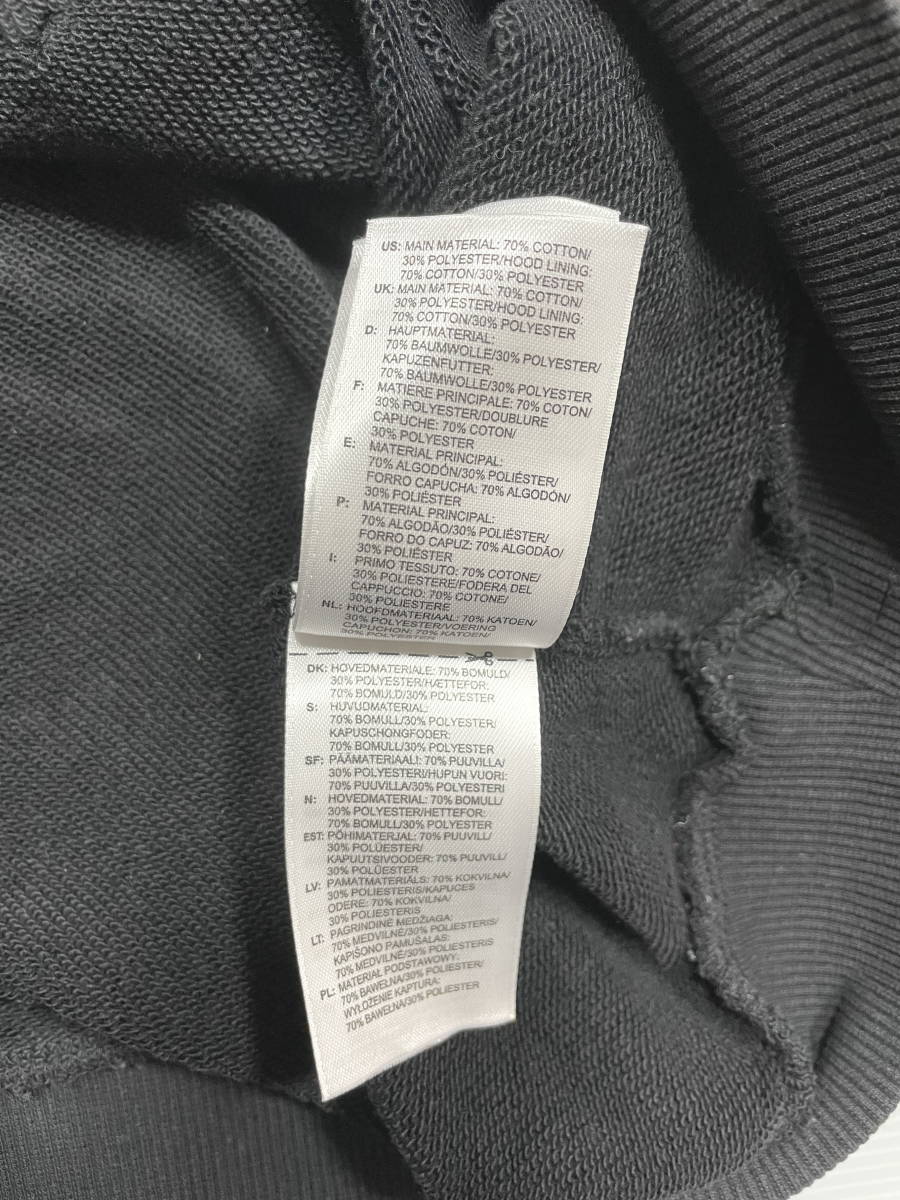 US: MAIN MATERIAL: 70% COTTON/
30% POLYESTER/HOOD LINING:
70% COTTON/30% POLYESTER
UK: MAIN MATERIAL: 70% COTTON/
30% POLYESTER/HOOD LINING:
70% COTTON/30% POLYESTER
D: HAUPTMATERIAL:
70% BAUMWOLLE/30% POLYESTER/
KAPUZENFUTTER:
70% BAUMWOLLE/30% POLYESTER
F: MATIERE PRINCIPALE: 70% COTON/
30% POLYESTER/DOUBLURE
CAPUCHE: 70% COTON/
30% POLYESTER
E: MATERIAL PRINCIPAL:
70% ALGODÓN/30% POLIÉSTER/
FORRO CAPUCHA: 70% ALGODÓN/
30% POLIÉSTER
P: MATERIAL PRINCIPAL:
70% ALGODÃO/30% POLIÉSTER/
FORRO DO CAPUZ: 70% ALGODÃO/
30% POLIÉSTER
I: PRIMO TESSUTO: 70% COTONE/
30% POLIESTERE/FODERA DEL
CAPPUCCIO: 70% COTONE/
30% POLIESTERE
NL: HOOFDMATERIAAL: 70% KATOEN/
30% POLYESTER/VOERING
CAPUCHON: 70% KATOEN/
30% POLYESTER
DK: HOVEDMATERIALE: 70% BOMULD/
30% POLYESTER/HÆTTEFOR:
70% BOMULD/30% POLYESTER
S: HUVUDMATERIAL:
70% BOMULL/30% POLYESTER/
KAPUSCHONGFODER:
70% BOMULL/30% POLYESTER
SF: PÄÄMATERIAALI: 70% PUUVILLA/
30% POLYESTER/HUPUN VUORI:
70% PUUVILLA/30% POLYESTERI
N: HOVEDMATERIAL: 70% BOMULL/
30% POLYESTER/HETTEFOR:
70% BOMULL/30% POLYESTER
EST: PÕHIMATERJAL: 70% PUUVILL/
30% POLÜESTER/
KAPUUTSIVOODER: 70% PUUVILL/
30% POLÜESTER
LV: PAMATMATERIĀLS: 70% KOKVILNA/
30% POLIESTERIS/KAPUCES
ODERE: 70% KOKVILNA/
30% POLIESTERIS
LT: PAGRINDINĖ MEDŽIAGA:
70% MEDVILNĖ/30% POLIESTERIS/
KAPIŠONO PAMUŠALAS:
70% MEDVILNĖ/30% POLIESTERIS
PL: MATERIAŁ PODSTAWOWY:
70% BAWEŁNA/30% POLIESTER/
WYŁOŻENIE KAPTURA:
70% BAWEŁNA/30% POLIESTER